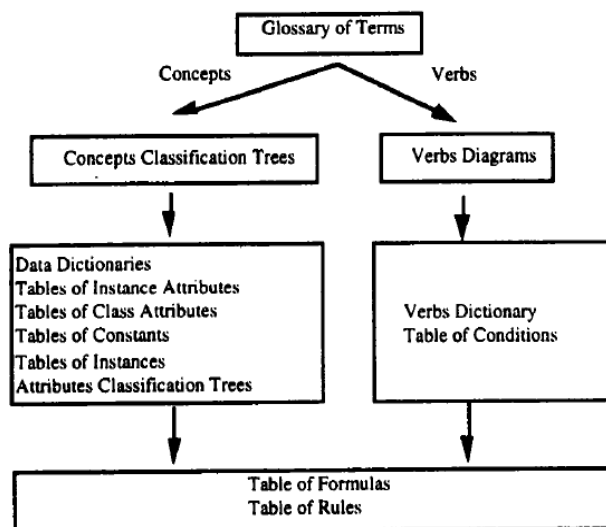 Glossary of Terms
Concepts
Verbs
Concepts Classification Trees
Verbs Diagrams
Data Dictionaries
Tables of Instance Attributes
Tables of Class Attributes
Tables of Constants
Tables of Instances
Attributes Classification Trees
Verbs Dictionary
Table of Conditions
Table of Formulas
Table of Rules